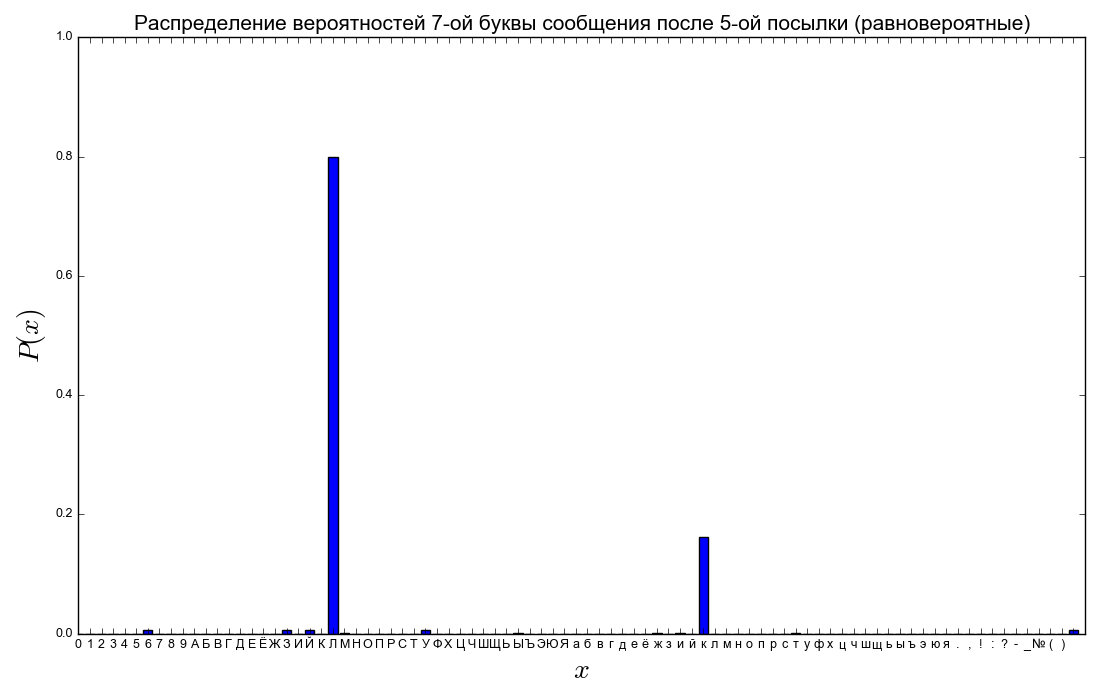 Распределение вероятностей 7-ой буквы сообщения после 5-ой посылки (равновероятные)
1.0
0.8
0.6
0.4
0.2
0.0
P(x)
0 1 2 3 4 5 6 7 8 9 А Б В Г Д Е Ё Ж З И Й К Л М Н О П Р С Т У Ф Х Ц Ч Ш Щ Ь Ы Ъ Э Ю Я а б в г д е ё ж з и й к л м н о п р с т у ф х ц ч ш щ ь ы ъ э ю я . , ! : ? - _ № ( )
x